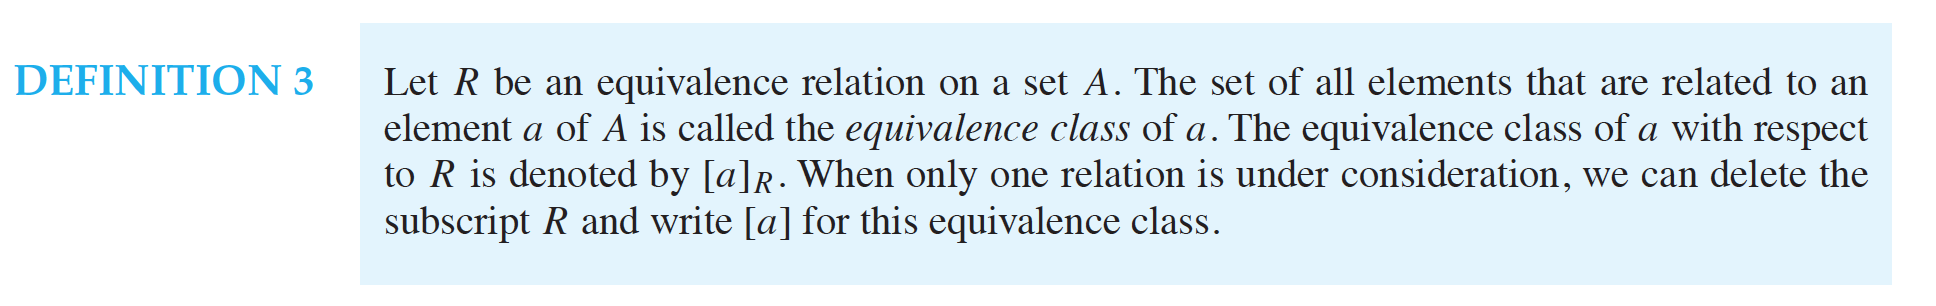 DEFINITION 3
Let R be an equivalence relation on a set A. The set of all elements that are related to an
element a of A is called the equivalence class of a. The equivalence class of a with respect
to R is denoted by [a]R. When only one relation is under consideration, we can delete the
subscript R and write [a] for this equivalence class.